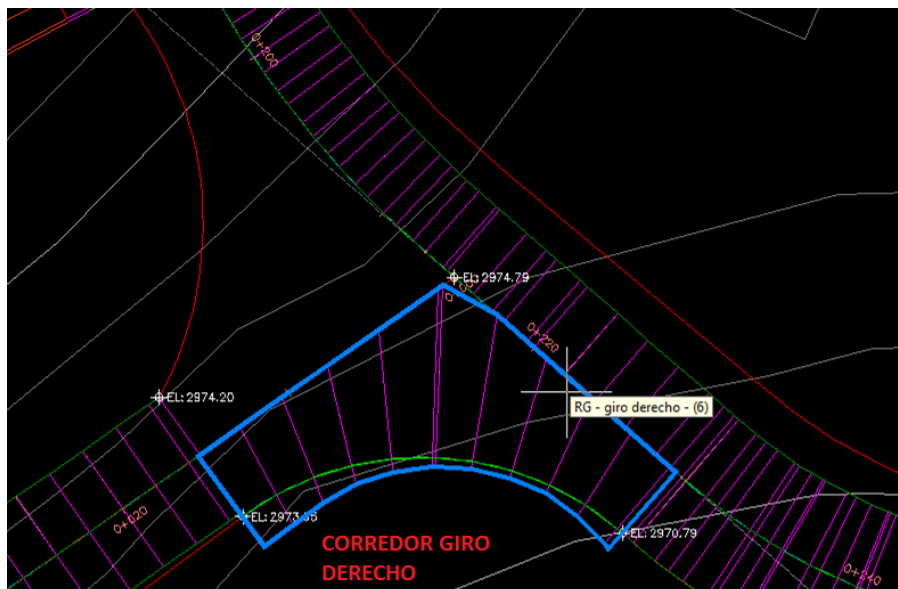 0+200
EL: 2974.79
0+220
RG - giro derecho - (6)
EL: 2974.20
0+020
EL: 2970.79
CORREDOR GIRO
DERECHO
0+240